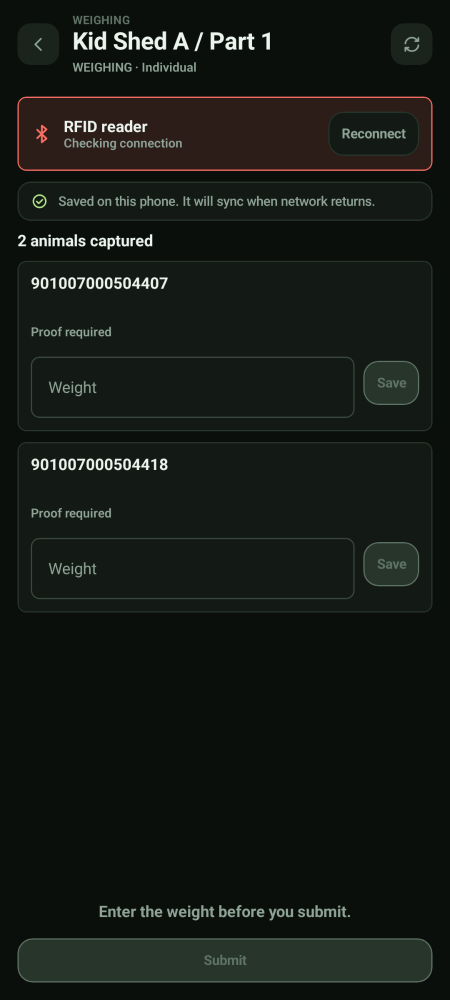 WEIGHING
Kid Shed A / Part 1
WEIGHING · Individual
RFID reader
Checking connection
Reconnect
Saved on this phone. It will sync when network returns.
2 animals captured
901007000504407
Proof required
Weight
Save
901007000504418
Proof required
Weight
Save
Enter the weight before you submit.
Submit